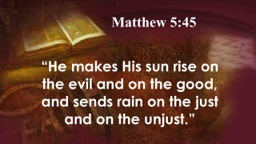 Matthew 5:45
“He makes His sun rise on
the evil and on the good,
and sends rain on the just
and on the unjust.”